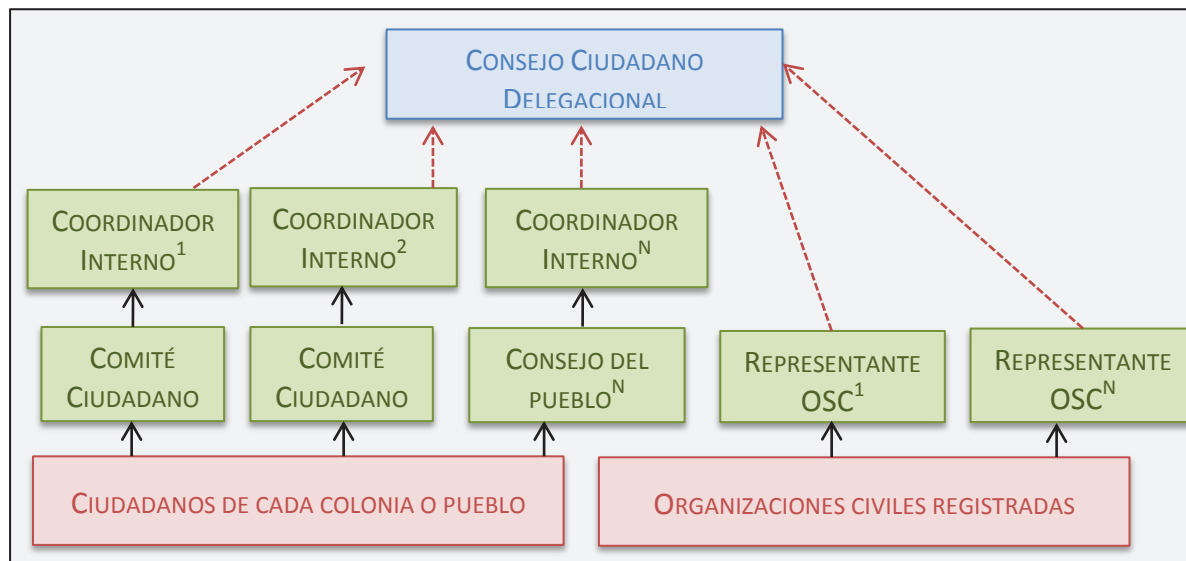 CONSEJO CIUDADANO
DELEGACIONAL
COORDINADOR
INTERNO¹
COORDINADOR
INTERNO²
COORDINADOR
INTERNOᴺ
COMITÉ
CIUDADANO
COMITÉ
CIUDADANO
CONSEJO DEL
PUEBLOᴺ
REPRESENTANTE
OSC¹
REPRESENTANTE
OSCᴺ
CIUDADANOS DE CADA COLONIA O PUEBLO
ORGANIZACIONES CIVILES REGISTRADAS